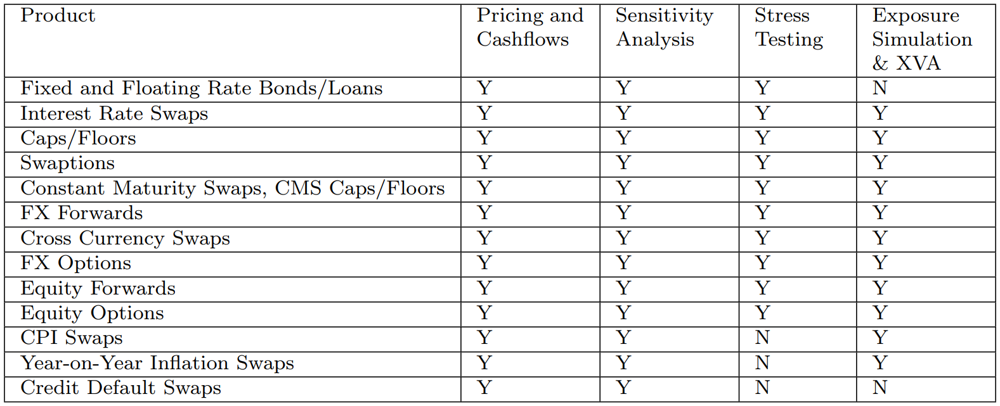 Product Pricing and Sensitivity Stress Exposure
Cashflows Analysis Testing Simulation
& XVA
Fixed and Floating Rate Bonds/Loans Y Y Y N
Interest Rate Swaps Y Y Y Y
Caps/Floors Y Y Y Y
Swaptions Y Y Y Y
Constant Maturity Swaps, CMS Caps/Floors Y Y Y Y
FX Forwards Y Y Y Y
Cross Currency Swaps Y Y Y Y
FX Options Y Y Y Y
Equity Forwards Y Y Y Y
Equity Options Y Y Y Y
CPI Swaps Y Y N Y
Year-on-Year Inflation Swaps Y Y N Y
Credit Default Swaps Y Y N N